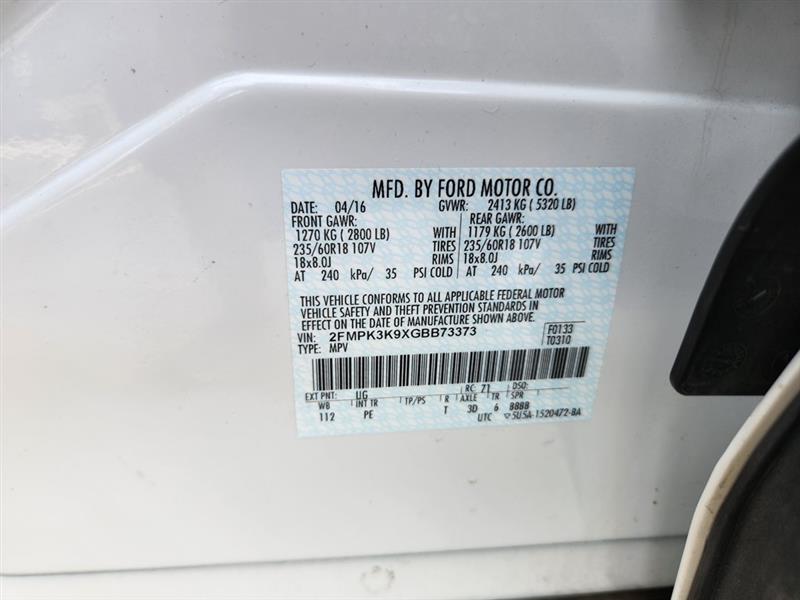 MFD. BY FORD MOTOR CO.
DATE: 04/16 GVWR: 2413 KG ( 5320 LB)
FRONT GAWR: REAR GAWR:
1270 KG ( 2800 LB) WITH 1179 KG ( 2600 LB) WITH
235/60R18 107V TIRES 235/60R18 107V TIRES
18x8.0J RIMS 18x8.0J RIMS
AT 240 kPa/ 35 PSI COLD AT 240 kPa/ 35 PSI COLD
THIS VEHICLE CONFORMS TO ALL APPLICABLE FEDERAL MOTOR
VEHICLE SAFETY AND THEFT PREVENTION STANDARDS IN
EFFECT ON THE DATE OF MANUFACTURE SHOWN ABOVE.
VIN: 2FMPK3K9XGBB73373 F0133
TYPE: MPV T0310
EXT PNT: UG RC: 71 DSO:
WB INT TR TP/PS R AXLE TR SPR
112 PE T 3D 6 BBBB
UTC 5U5A-1520472-BA